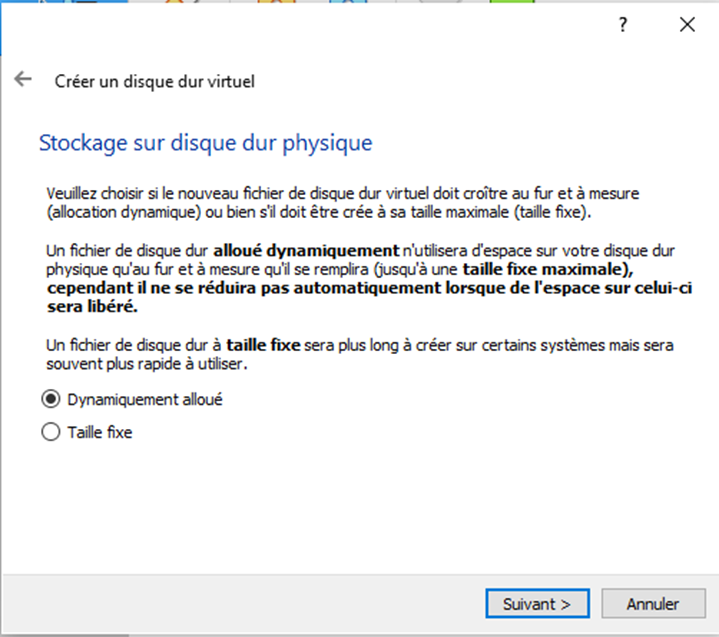 ?
Créer un disque dur virtuel
Stockage sur disque dur physique
Veuillez choisir si le nouveau fichier de disque dur virtuel doit croître au fur et à mesure
(allocation dynamique) ou bien s'il doit être crée à sa taille maximale (taille fixe).
Un fichier de disque dur alloué dynamiquement n'utilisera d'espace sur votre disque dur
physique qu'au fur et à mesure qu'il se remplira (jusqu'à une taille fixe maximale),
cependant il ne se réduira pas automatiquement lorsque de l'espace sur celui-ci
sera libéré.
Un fichier de disque dur à taille fixe sera plus long à créer sur certains systèmes mais sera
souvent plus rapide à utiliser.
Dynamiquement alloué
Taille fixe
Suivant >
Annuler